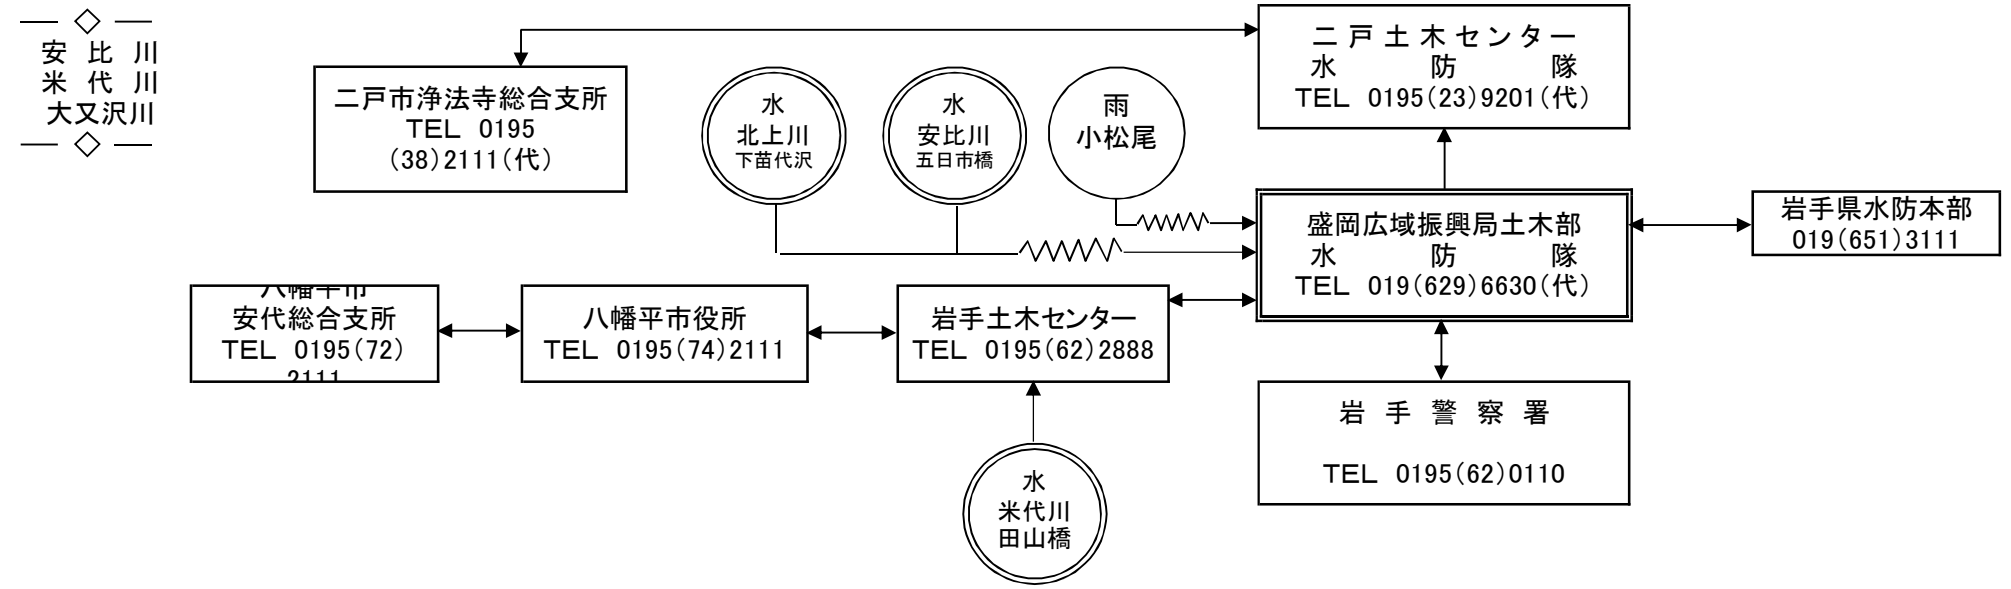 安 比 川
米 代 川
大又沢川
二戸市浄法寺総合支所
TEL 0195
(38)2111(代)
水
北上川
下苗代沢
水
安比川
五日市橋
雨
小松尾
二戸土木センター
水 防 隊
TEL 0195(23)9201(代)
盛岡広域振興局土木部
水 防 隊
TEL 019(629)6630(代)
岩手県水防本部
019(651)3111
八幡平市
安代総合支所
TEL 0195(72)
2111
八幡平市役所
TEL 0195(74)2111
岩手土木センター
TEL 0195(62)2888
岩 手 警 察 署
TEL 0195(62)0110
水
米代川
田山橋